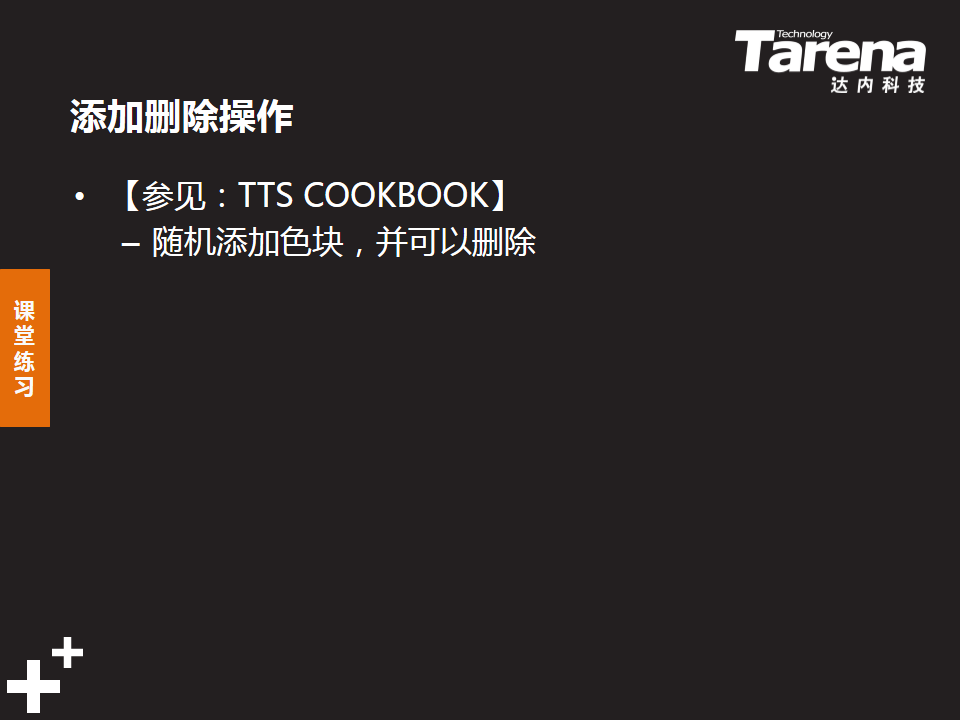 Technology
Tarena
达内科技
添加删除操作
• 【参见：TTS COOKBOOK】
– 随机添加色块，并可以删除
课
堂
练
习